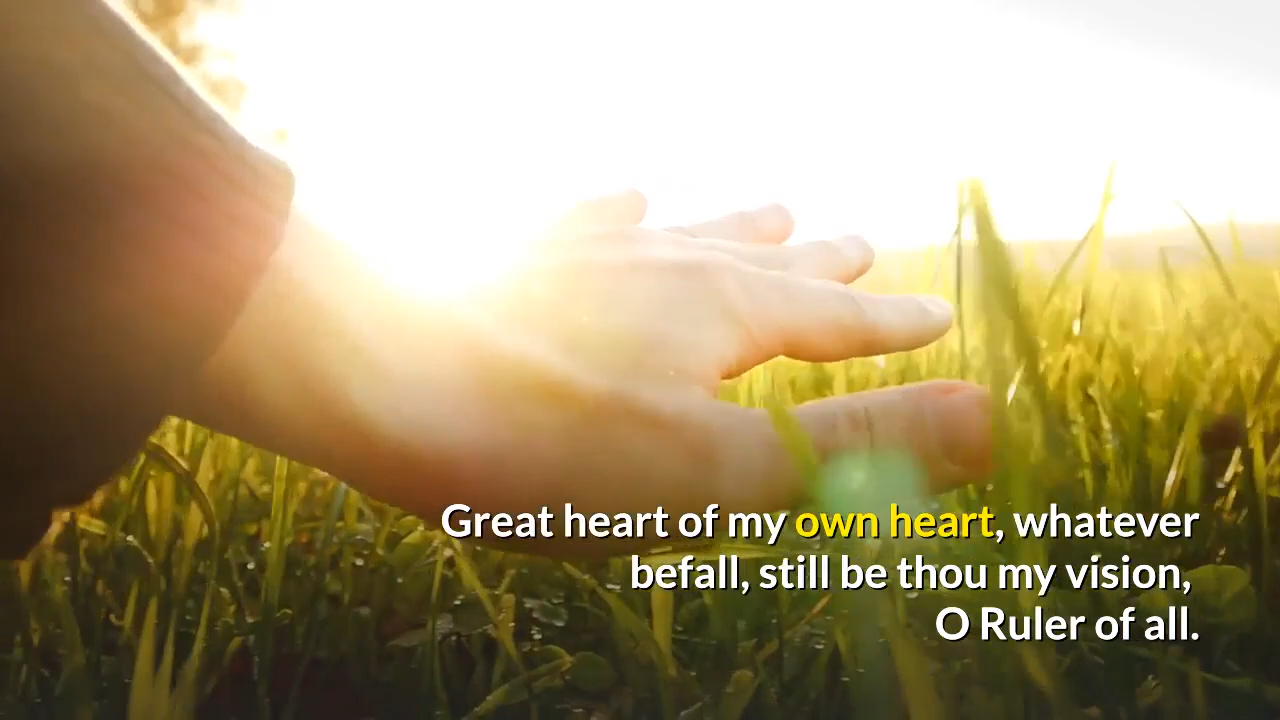 Great heart of my own heart, whatever
befall, still be thou my vision,
O Ruler of all.